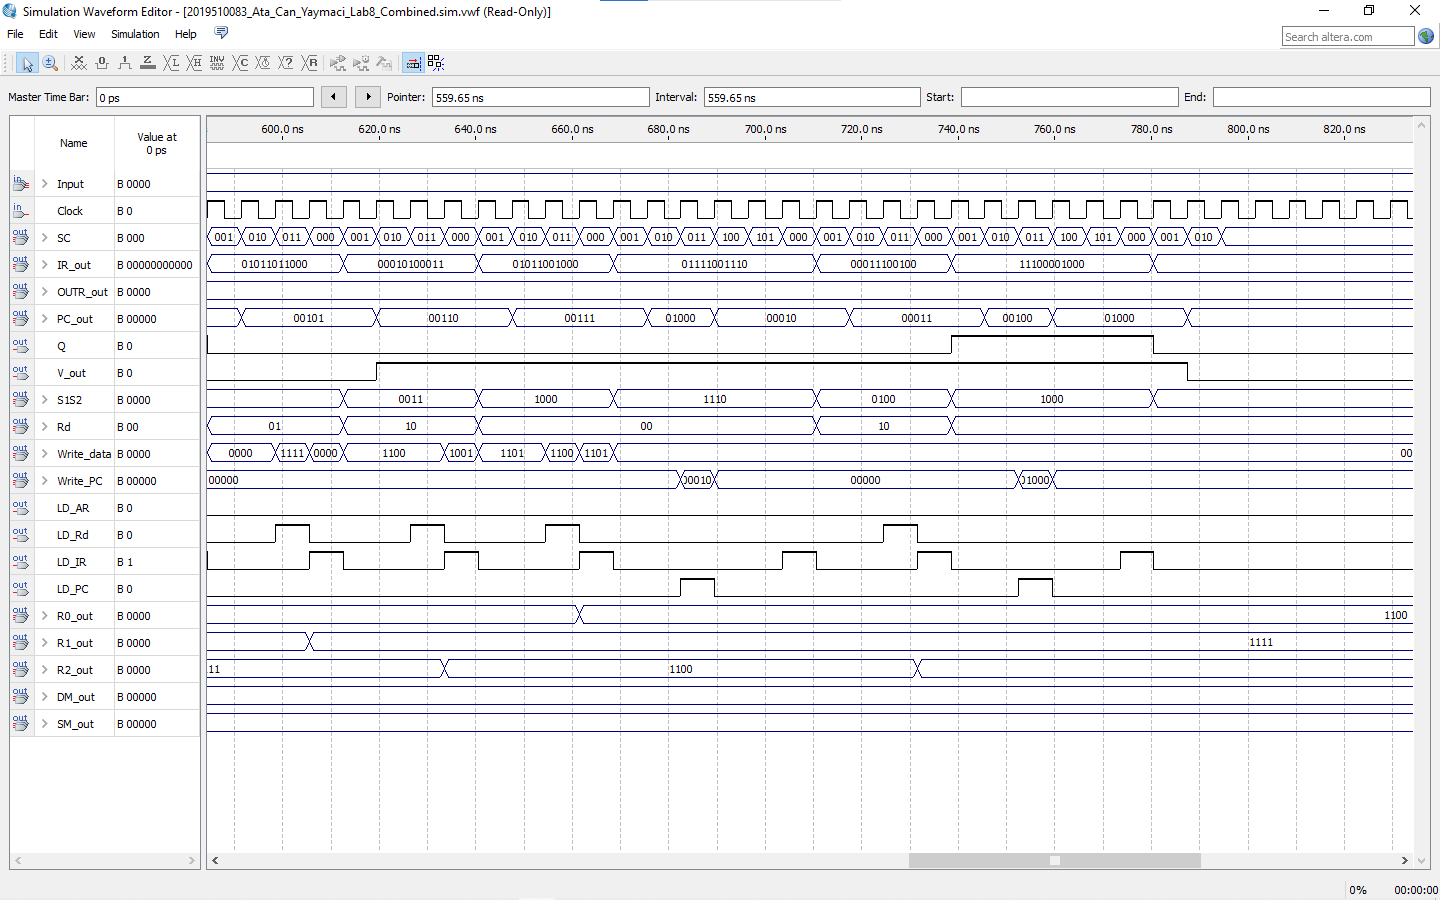 Simulation Waveform Editor - [2019510083_Ata_Can_Yaymaci_Lab8_Combined.sim.vwf (Read-Only)]
File Edit View Simulation Help
Search altera.com
Master Time Bar: 0 ps Pointer: 559.65 ns Interval: 559.65 ns Start: End:
Name Value at 0 ps 600.0 ns 620.0 ns 640.0 ns 660.0 ns 680.0 ns 700.0 ns 720.0 ns 740.0 ns 760.0 ns 780.0 ns 800.0 ns 820.0 ns
in Input B 0000
in Clock B 0
out SC B 000 001 010 011 000 001 010 011 000 001 010 011 000 001 010 011 100 101 000 001 010 011 000 001 010 011 100 101 000 001 010
out IR_out B 00000000000 01011011000 00010100011 01011001000 01111001110 00011100100 11100001000
out OUTR_out B 0000
out PC_out B 00000 00101 00110 00111 01000 00010 00011 00100 01000
out Q B 0
out V_out B 0
out S1S2 B 0000 0011 1000 1110 0100 1000
out Rd B 00 01 10 00 10
out Write_data B 0000 0000 1111 0000 1100 1001 1101 1100 1101 00
out Write_PC B 00000 00000 00010 00000 01000
out LD_AR B 0
out LD_Rd B 0
out LD_IR B 1
out LD_PC B 0
out R0_out B 0000 1100
out R1_out B 0000 1111
out R2_out B 0000 11 1100
out DM_out B 00000
out SM_out B 00000
0% 00:00:00